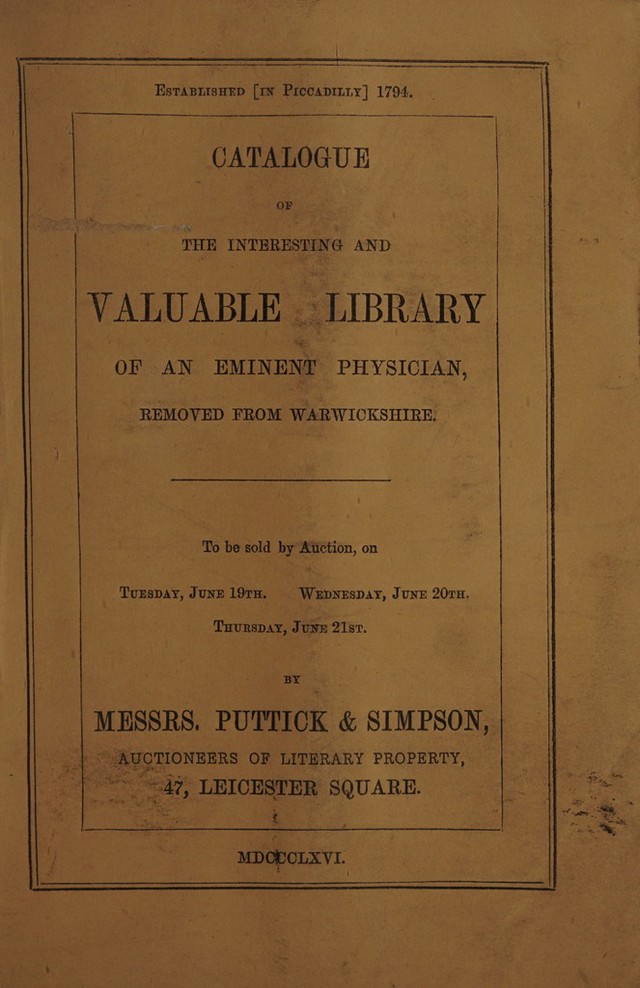 Established [in Piccadilly] 1794.
CATALOGUE
OF
THE INTERESTING AND
VALUABLE LIBRARY
OF AN EMINENT PHYSICIAN,
REMOVED FROM WARWICKSHIRE.
To be sold by Auction, on
Tuesday, June 19th. Wednesday, June 20th.
Thursday, June 21st.
BY
MESSRS. PUTTICK & SIMPSON,
AUCTIONEERS OF LITERARY PROPERTY,
47, LEICESTER SQUARE.
MDCCCLXVI.